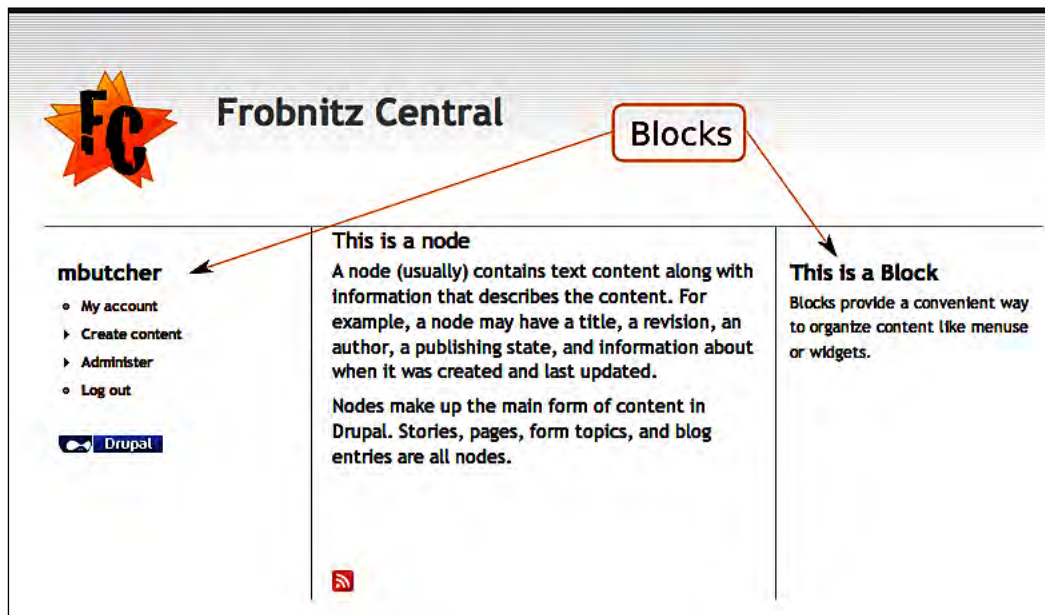 FC
Frobnitz Central
Blocks
mbutcher
My account
Create content
Administer
Log out
Drupal
This is a node
A node (usually) contains text content along with
information that describes the content. For
example, a node may have a title, a revision, an
author, a publishing state, and information about
when it was created and last updated.
Nodes make up the main form of content in
Drupal. Stories, pages, form topics, and blog
entries are all nodes.
This is a Block
Blocks provide a convenient way
to organize content like menuse
or widgets.